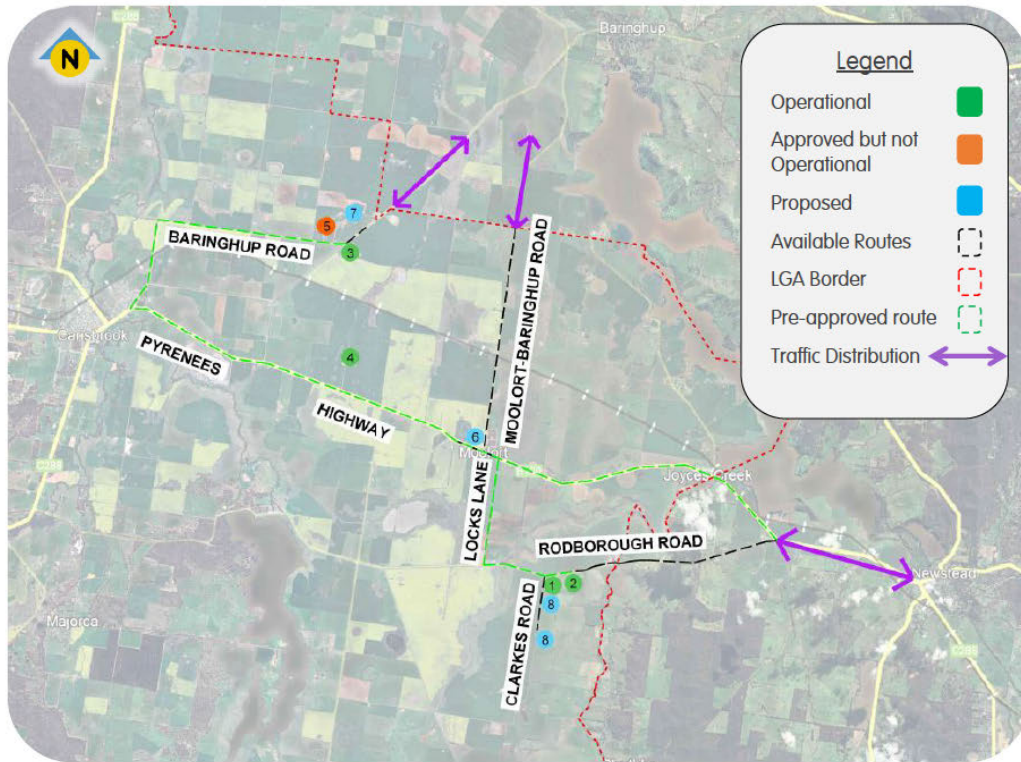 N
Baringhup
Legend
Operational
Approved but not
Operational
Proposed
Available Routes
LGA Border
Pre-approved route
Traffic Distribution
7
5
3
BARINGHUP ROAD
MOOLORT-BARINGHUP ROAD
Carisbrook
PYRENEES
4
HIGHWAY
6
Moolort
LOCKS LANE
Joyces Creek
RODBOROUGH ROAD
1
2
8
8
CLARKES ROAD
Newstead
Majorca